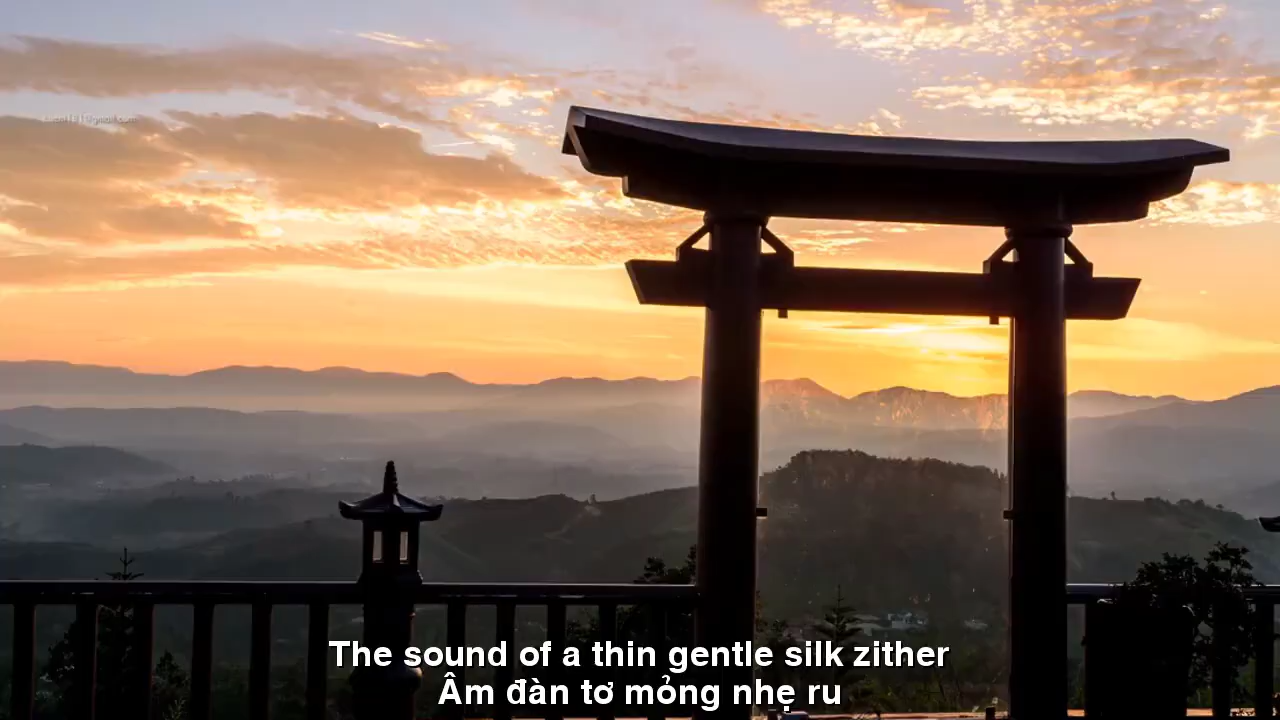 The sound of a thin gentle silk zither
Âm đàn tơ mỏng nhẹ ru